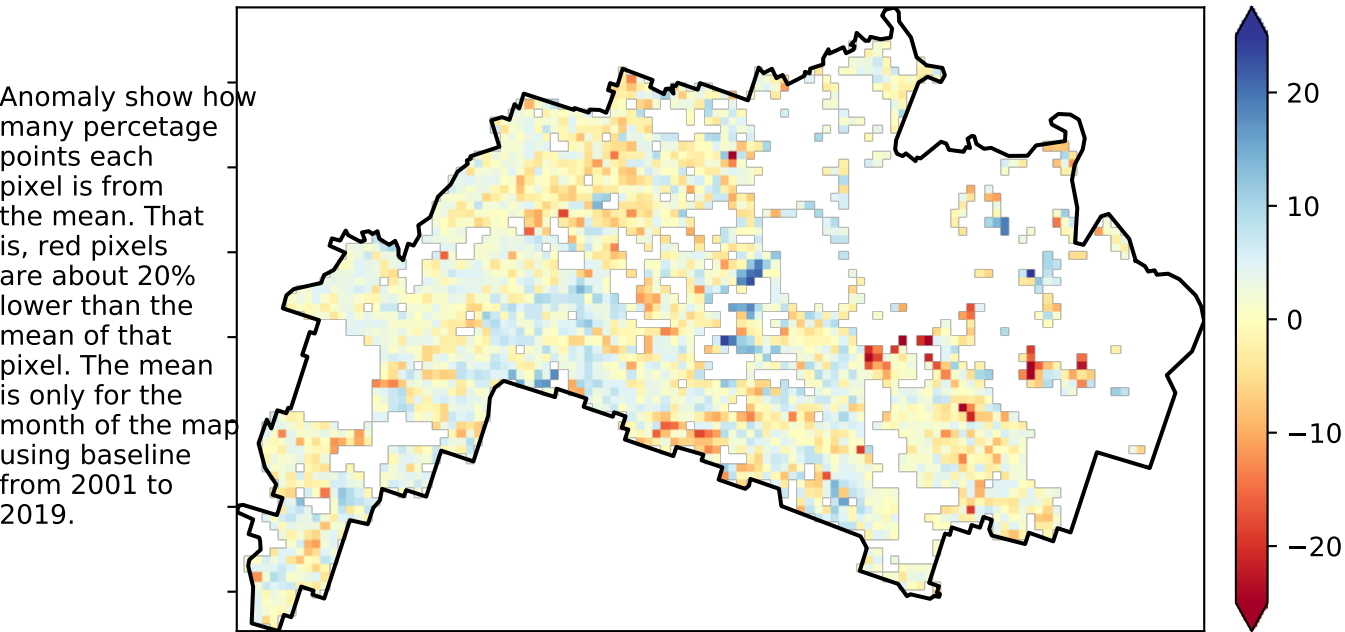 Anomaly show how
many percetage
points each
pixel is from
the mean. That
is, red pixels
are about 20%
lower than the
mean of that
pixel. The mean
is only for the
month of the map
using baseline
from 2001 to
2019.
20
10
0
−10
−20